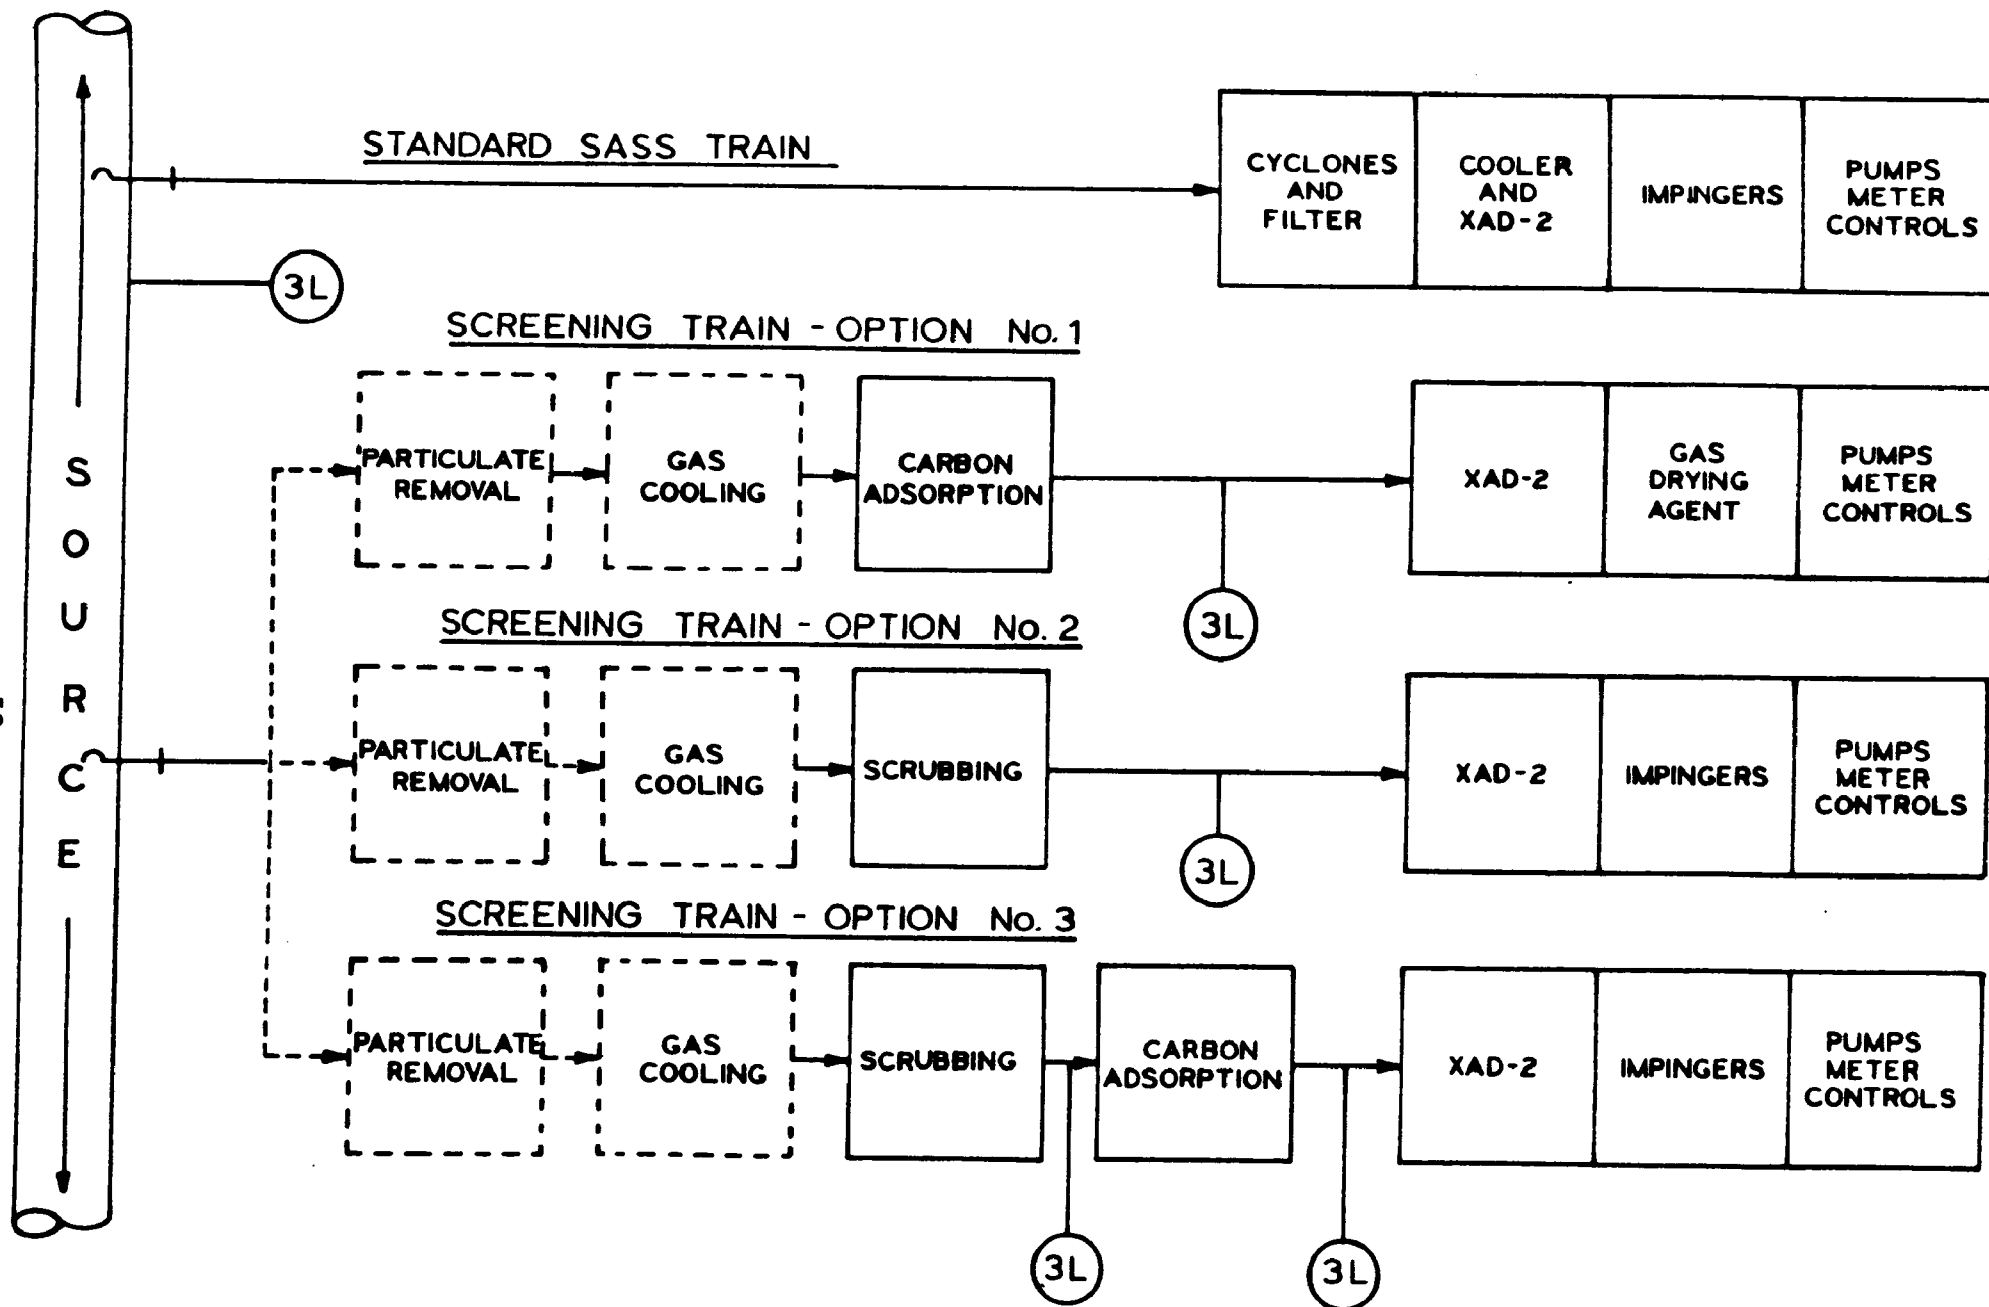 STANDARD SASS TRAIN
CYCLONES
AND
FILTER
COOLER
AND
XAD-2
IMPINGERS
PUMPS
METER
CONTROLS
3L
SCREENING TRAIN - OPTION No. 1
PARTICULATE
REMOVAL
GAS
COOLING
CARBON
ADSORPTION
XAD-2
GAS
DRYING
AGENT
PUMPS
METER
CONTROLS
3L
SOURCE
SCREENING TRAIN - OPTION No. 2
PARTICULATE
REMOVAL
GAS
COOLING
SCRUBBING
XAD-2
IMPINGERS
PUMPS
METER
CONTROLS
3L
SCREENING TRAIN - OPTION No. 3
PARTICULATE
REMOVAL
GAS
COOLING
SCRUBBING
CARBON
ADSORPTION
XAD-2
IMPINGERS
PUMPS
METER
CONTROLS
3L
3L